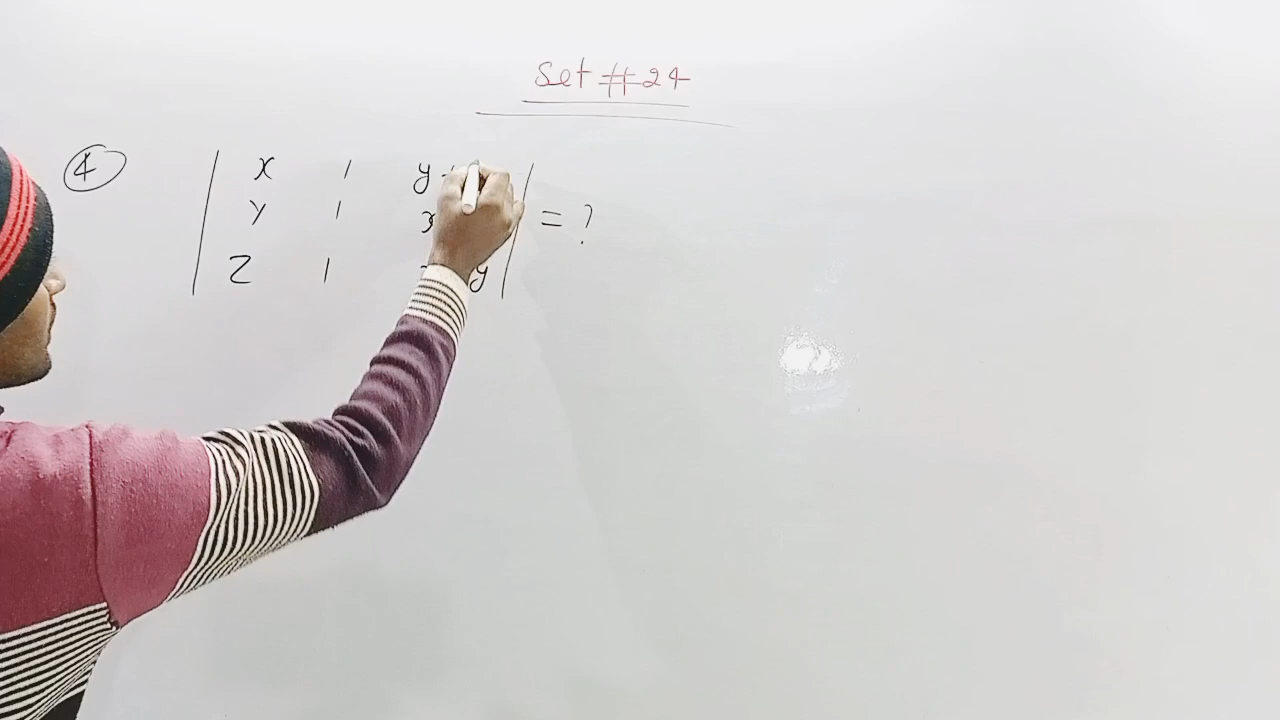 Set #24
④ | x 1 y
y 1 x | = ?
z 1 y |